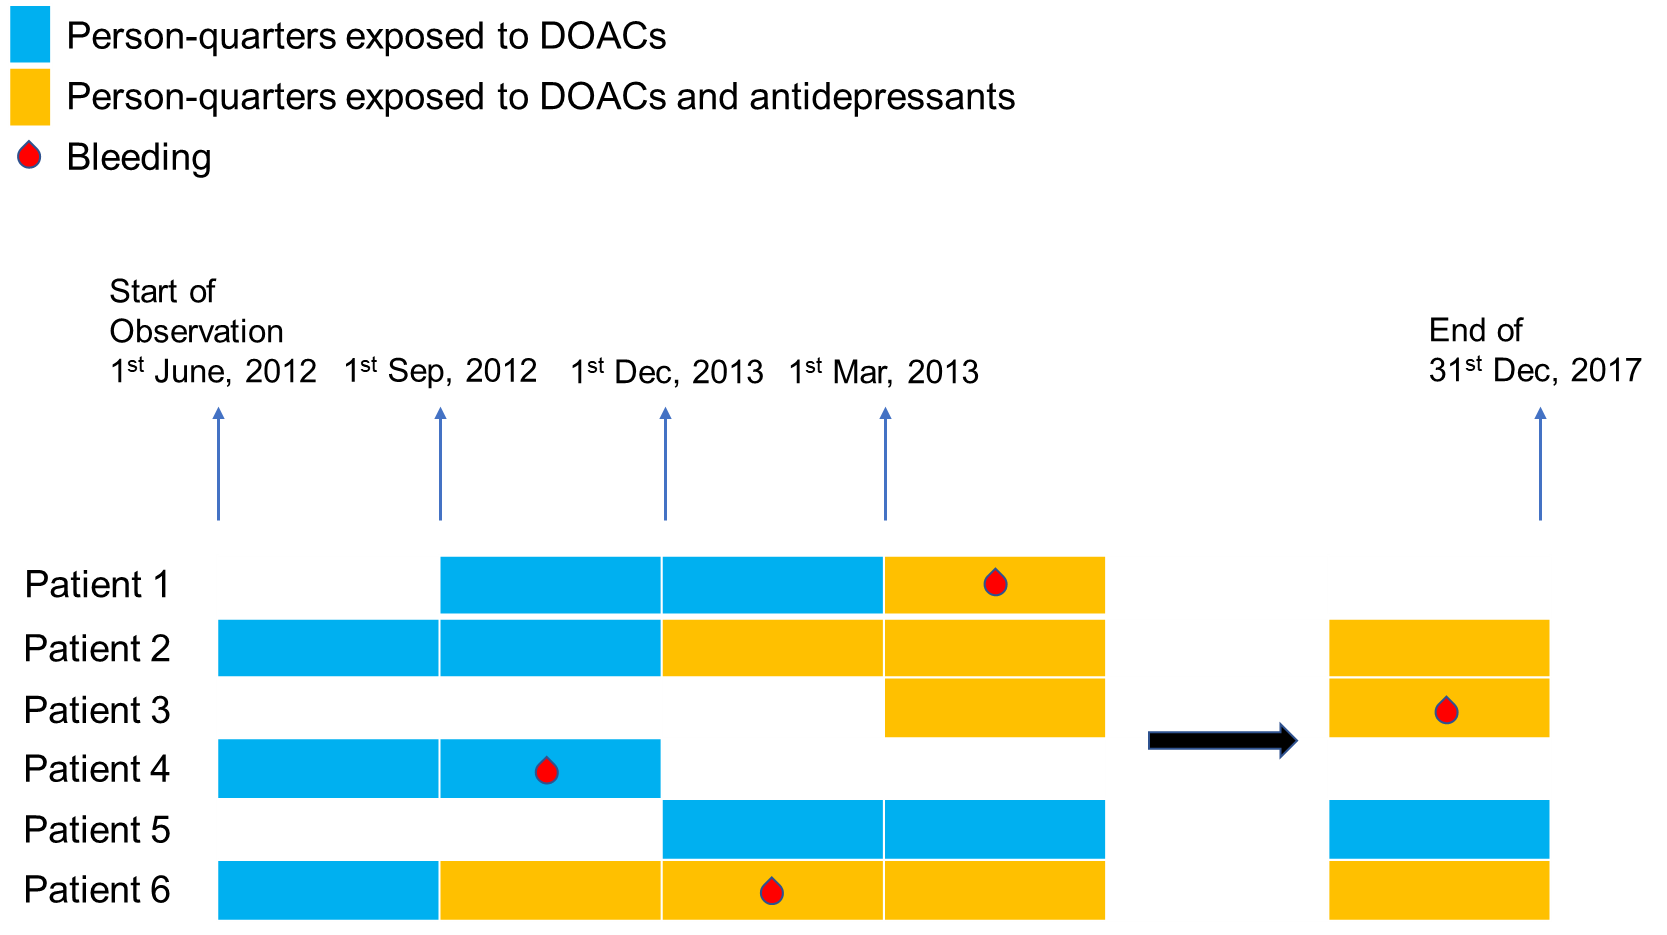 Person-quarters exposed to DOACs
Person-quarters exposed to DOACs and antidepressants
Bleeding
Start of
Observation
1st June, 2012
1st Sep, 2012
1st Dec, 2013
1st Mar, 2013
End of
31st Dec, 2017
Patient 1
Patient 2
Patient 3
Patient 4
Patient 5
Patient 6